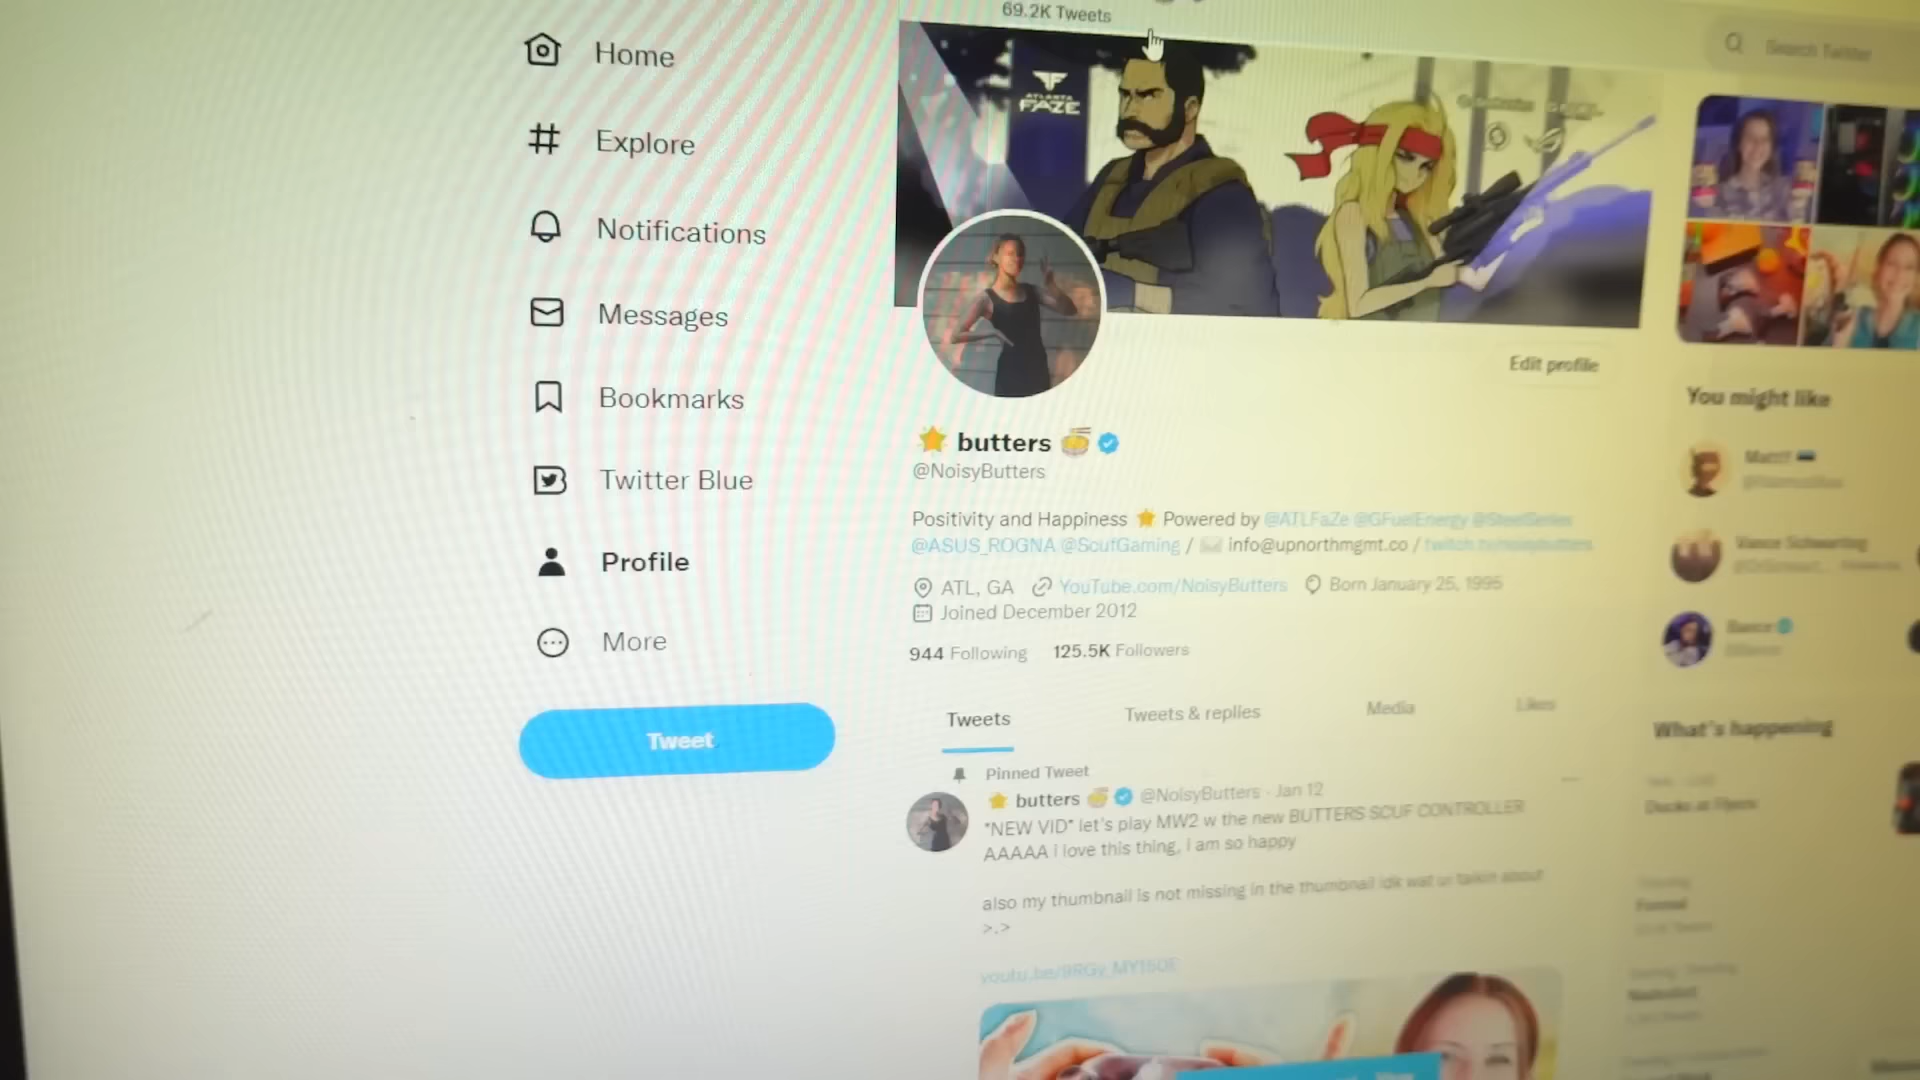 69.2K Tweets
Search Twitter
Home
Explore
Notifications
Messages
Bookmarks
Twitter Blue
Profile
More
Tweet
ATLANTA
FAZE
Edit profile
butters
@NoisyButters
Positivity and Happiness ⭐ Powered by @ATLFaZe @GFuelEnergy @SteelSeries
@ASUS_ROGNA @ScufGaming / ✉ info@upnorthmgmt.co /
ATL, GA YouTube.com/NoisyButters Born January 25, 1995
Joined December 2012
944 Following 125.5K Followers
Tweets Tweets & replies Media Likes
Pinned Tweet
butters @NoisyButters · Jan 12
*NEW VID* let's play MW2 w the new BUTTERS SCUF CONTROLLER
AAAAA i love this thing, i am so happy
also my thumbnail is not missing in the thumbnail idk wat ur talkin about
>.>
You might like
What's happening